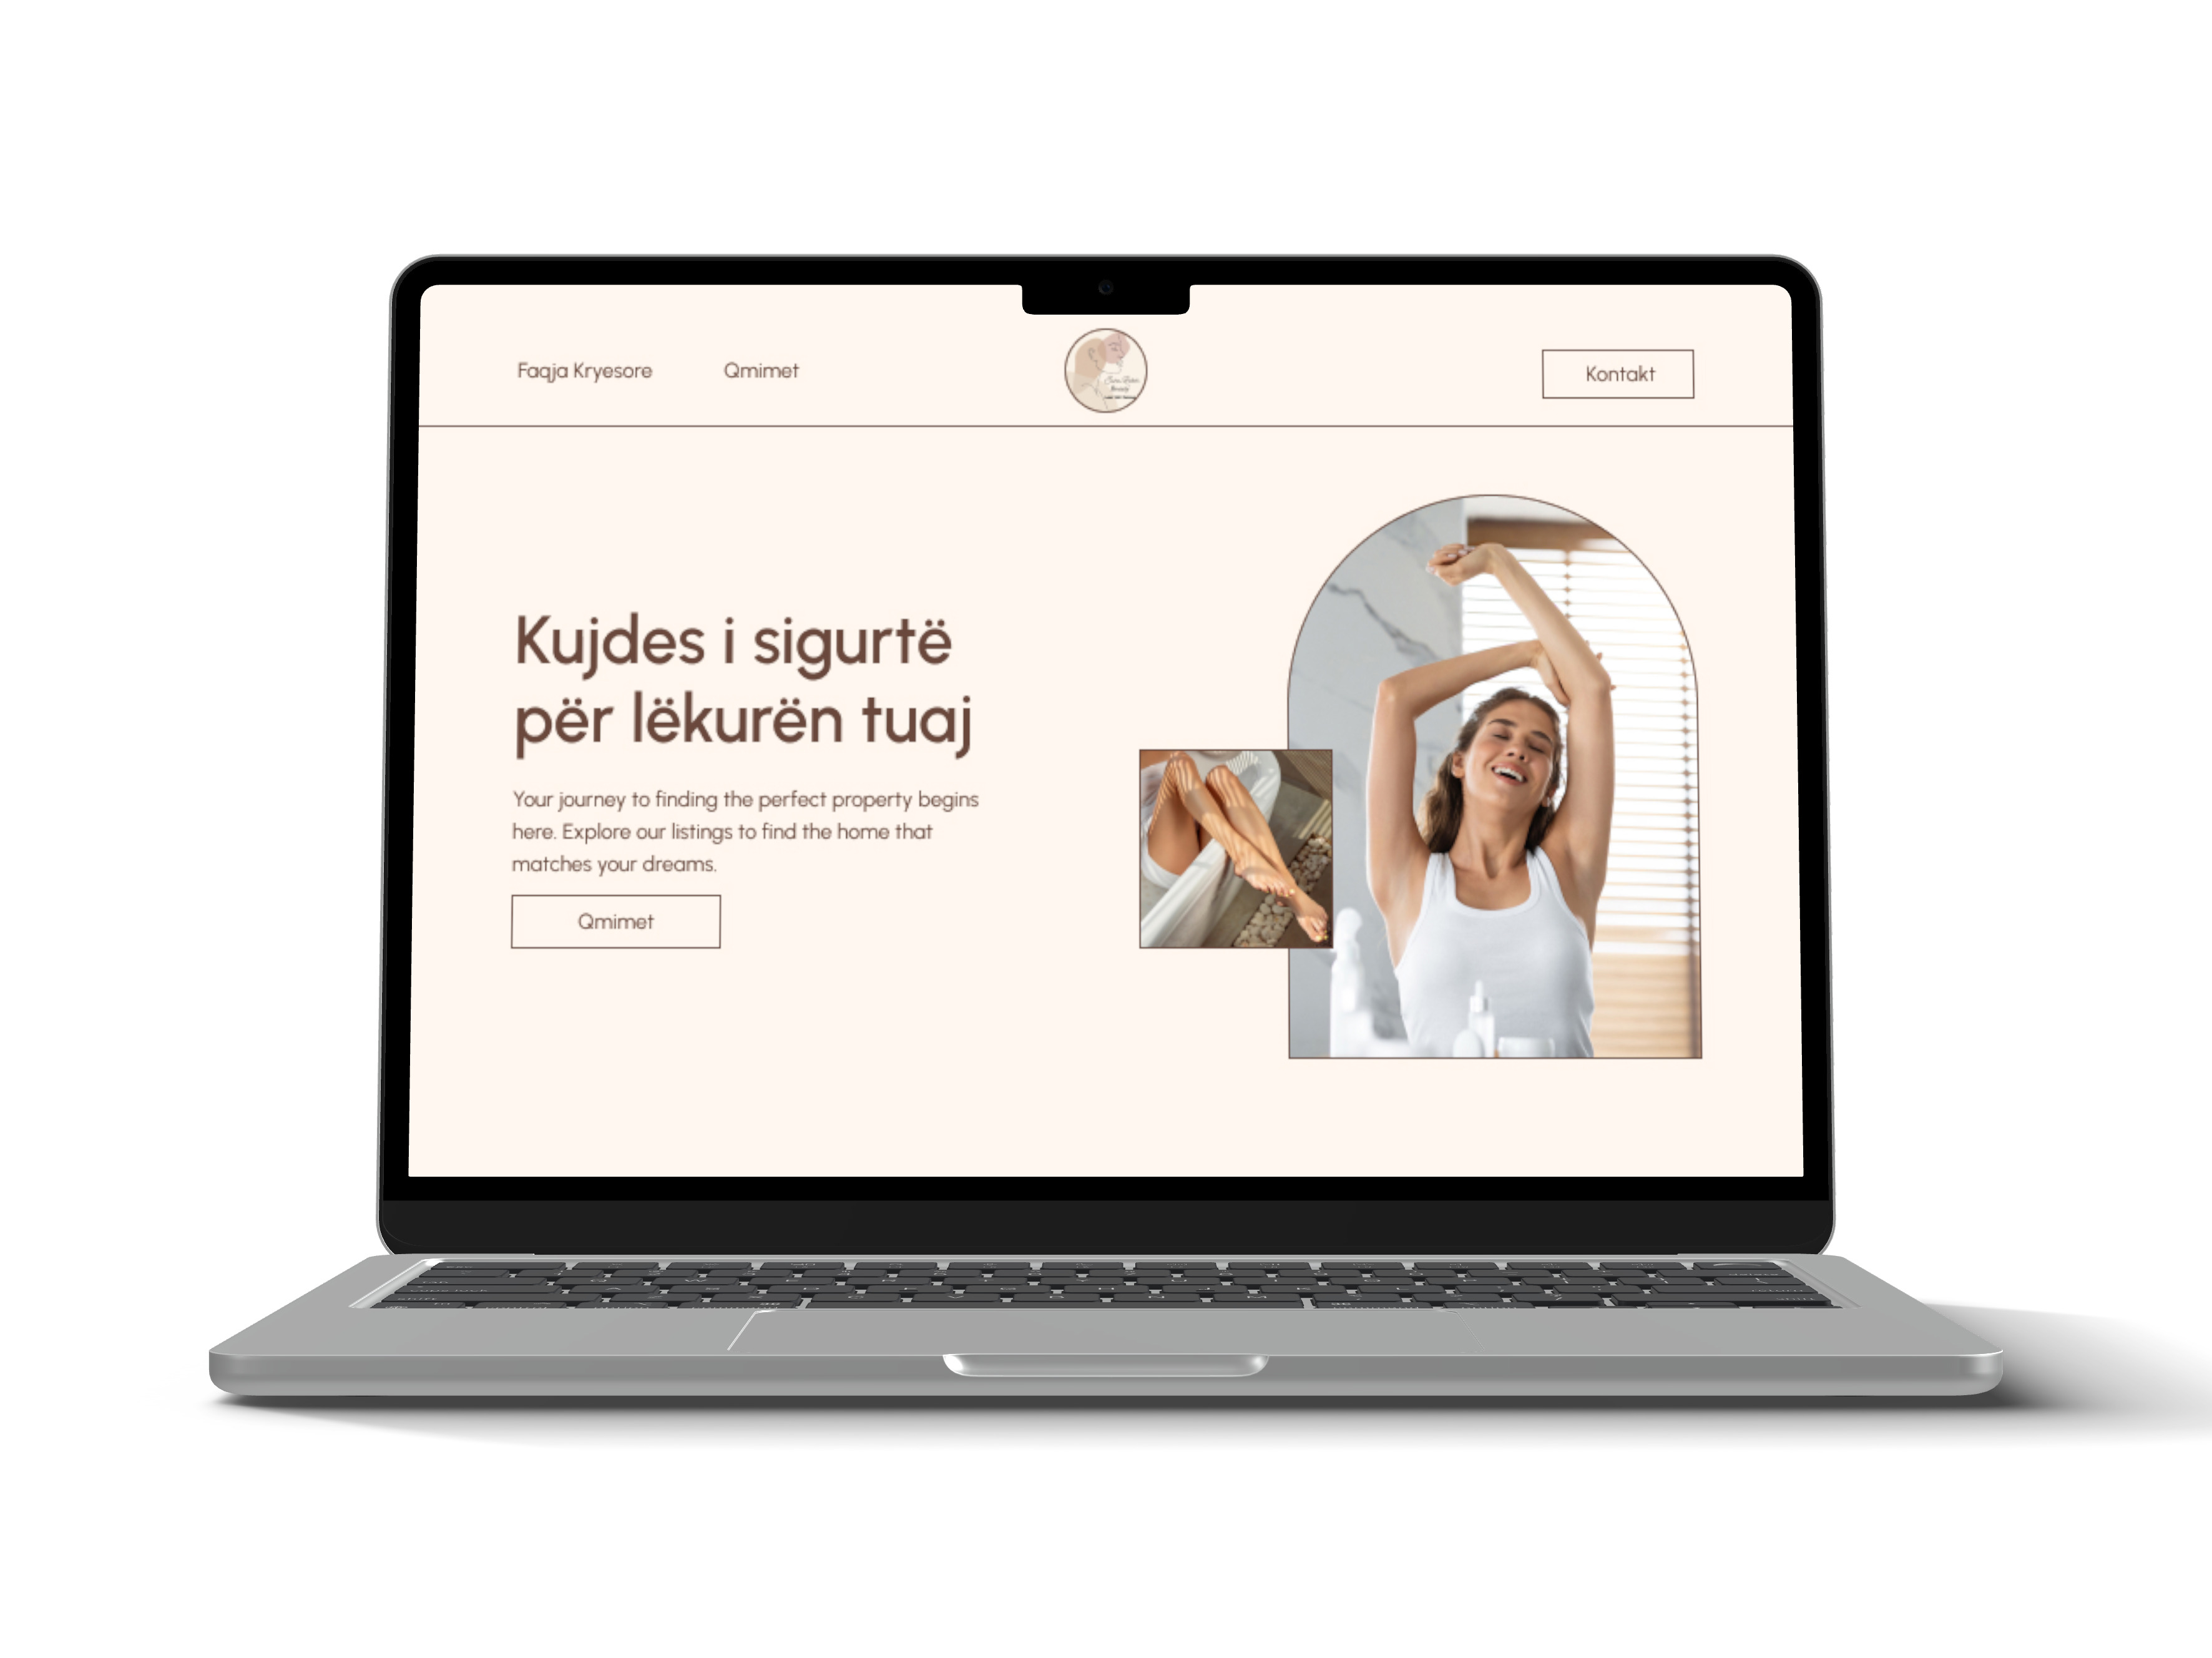 Faqja Kryesore
Qmimet
Kontakt
Kujdes i sigurtë
për lëkurën tuaj
Your journey to finding the perfect property begins
here. Explore our listings to find the home that
matches your dreams.
Qmimet